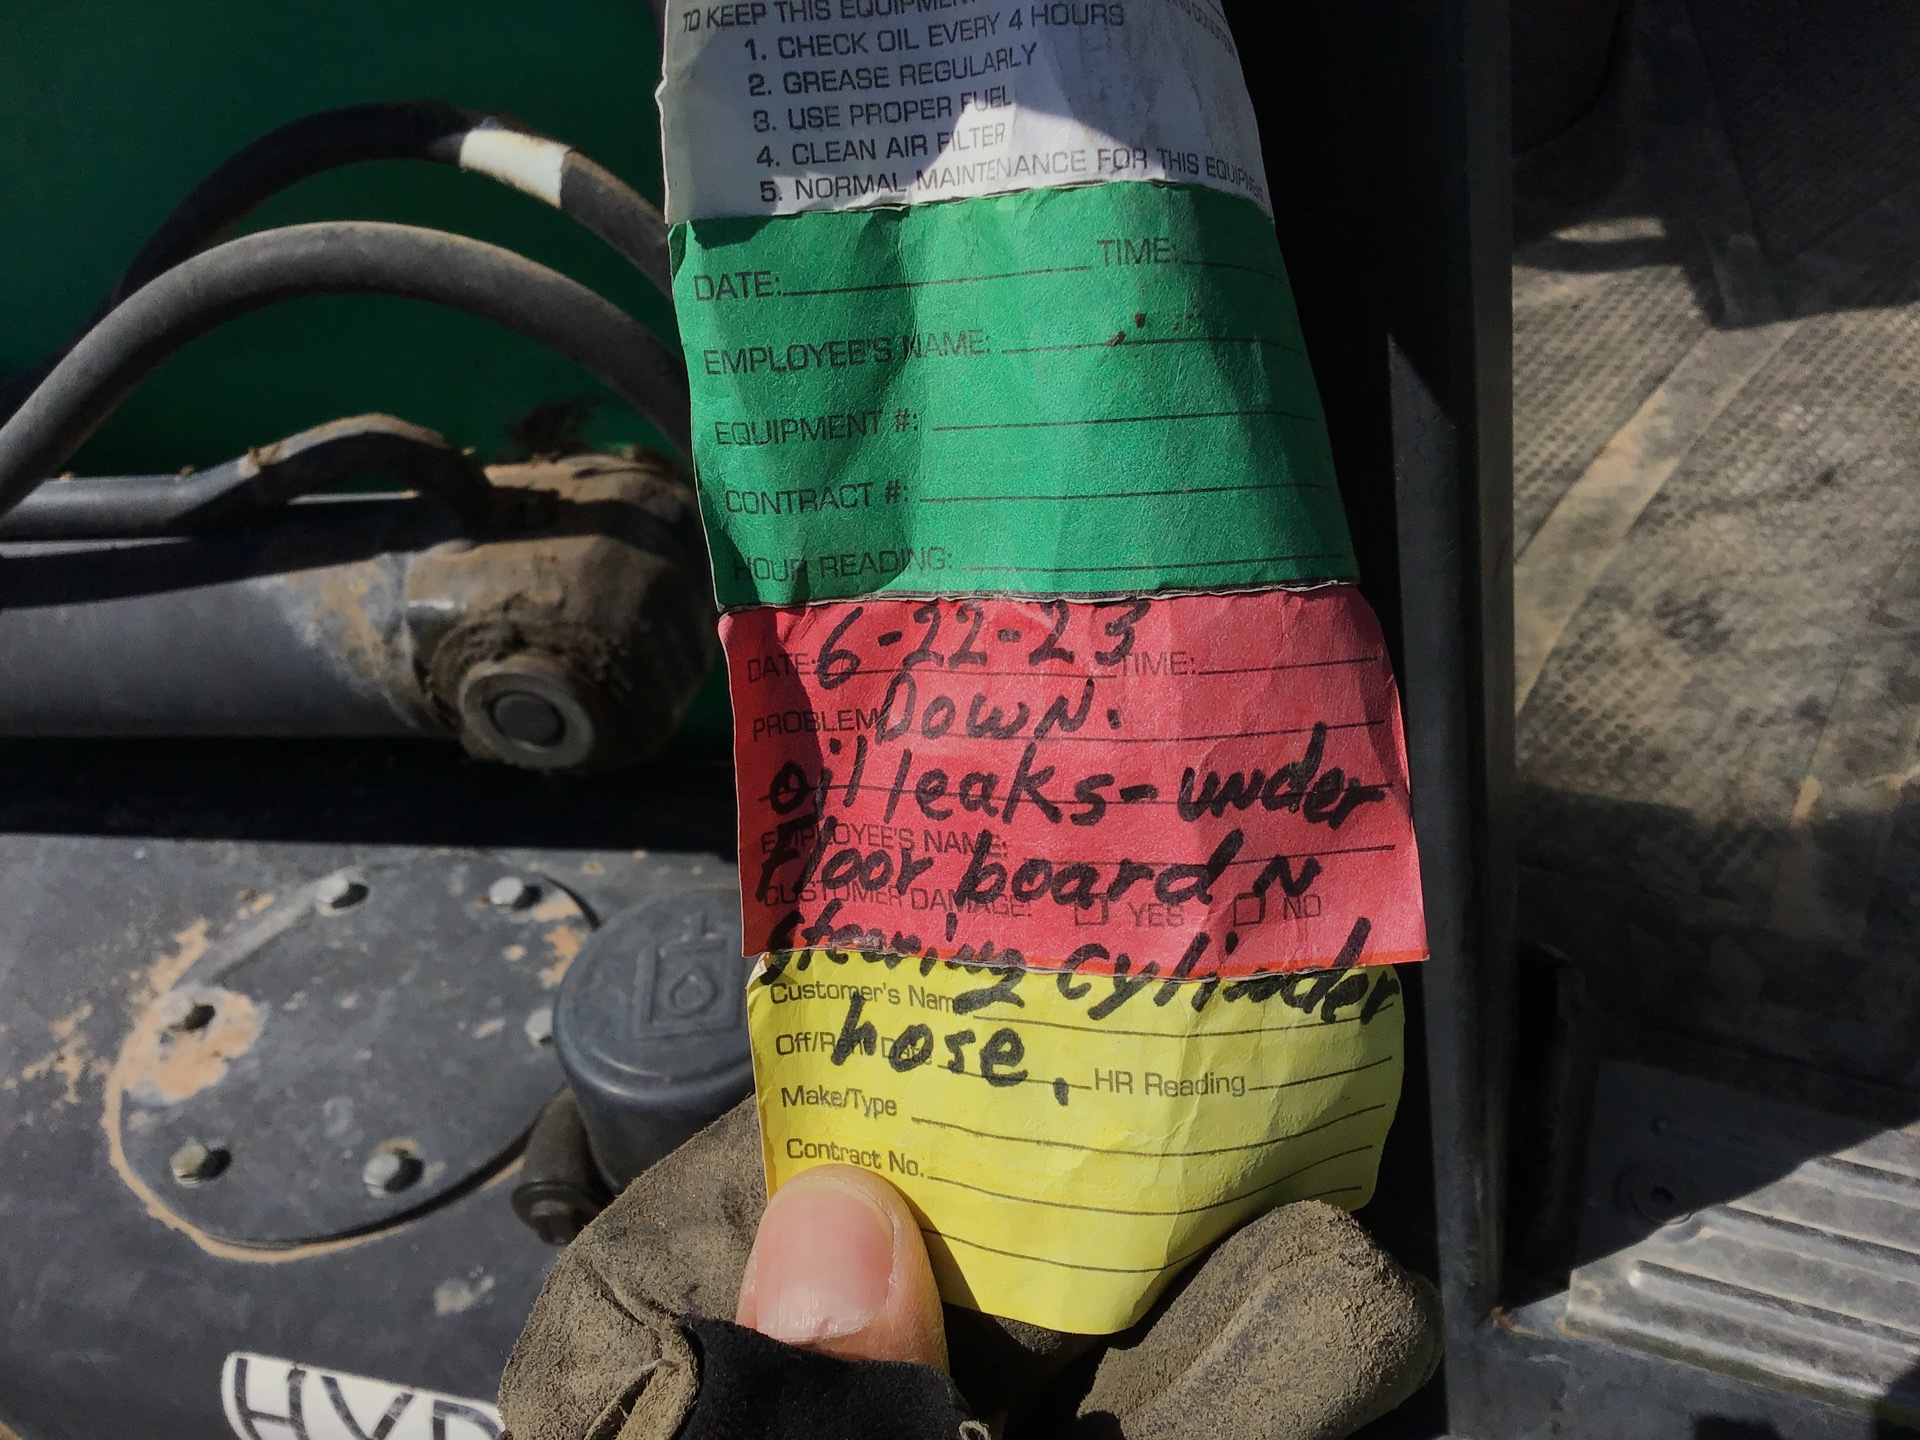 TO KEEP THIS EQUIPMENT
1. CHECK OIL EVERY 4 HOURS
2. GREASE REGULARLY
3. USE PROPER FUEL
4. CLEAN AIR FILTER
5. NORMAL MAINTENANCE FOR THIS EQUIPMENT
DATE: TIME:
EMPLOYEE'S NAME:
EQUIPMENT #:
CONTRACT #:
HOUR READING:
DATE: 6-22-23 TIME:
PROBLEM DOWN.
oil leaks - under
EMPLOYEE'S NAME:
Floor board N
CUSTOMER DAMAGE: YES NO
Stearing cylinder
Customer's Name
hose.
Off/Rent Date HR Reading
Make/Type
Contract No.
HYD